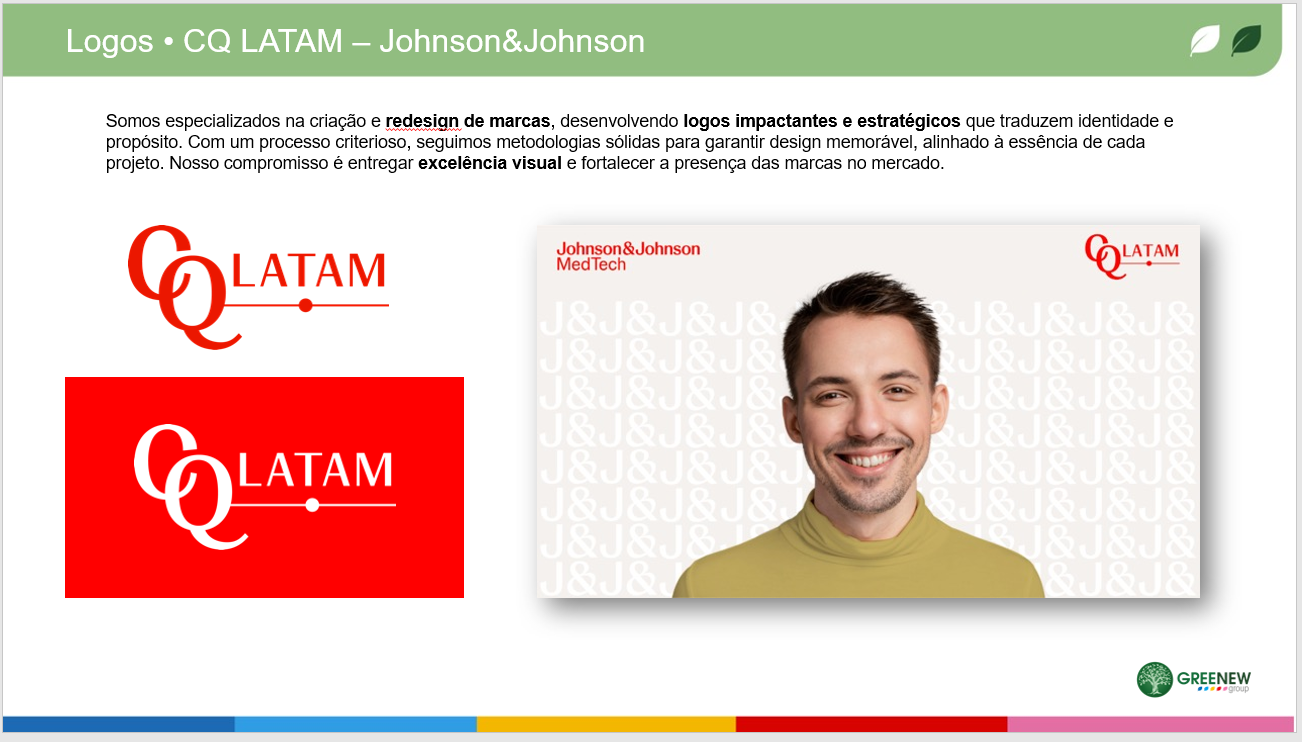 Logos • CQ LATAM – Johnson&Johnson
Somos especializados na criação e redesign de marcas, desenvolvendo logos impactantes e estratégicos que traduzem identidade e
propósito. Com um processo criterioso, seguimos metodologias sólidas para garantir design memorável, alinhado à essência de cada
projeto. Nosso compromisso é entregar excelência visual e fortalecer a presença das marcas no mercado.
CQ LATAM
CQ LATAM
Johnson&Johnson
MedTech
CQ LATAM
J&J&J&J& J&J&J&J&
J&J&J&J& J&J&J&J&
J&J&J&J& J&J&J&J&
J&J&J&J& J&J&J&J&
J&J&J&J& J&J&J&J&
J&J&J&J& J&J&J&J&
J&J&J& J&J&J&
J&J&J& J&J&J&
GREENEW
group